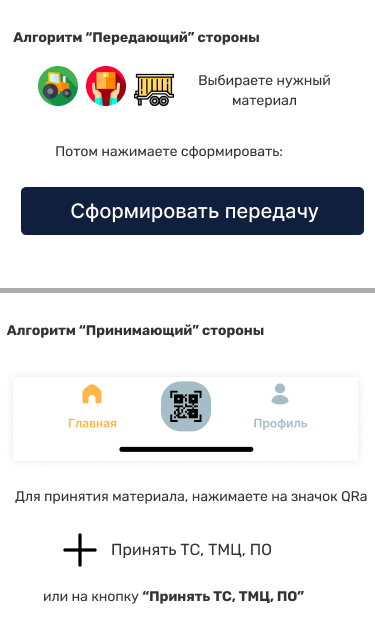 Алгоритм “Передающий” стороны
Выбираете нужный
материал
Потом нажимаете сформировать:
Сформировать передачу
Алгоритм “Принимающий” стороны
Главная
Профиль
Для принятия материала, нажимаете на значок QRа
Принять ТС, ТМЦ, ПО
или на кнопку “Принять ТС, ТМЦ, ПО”